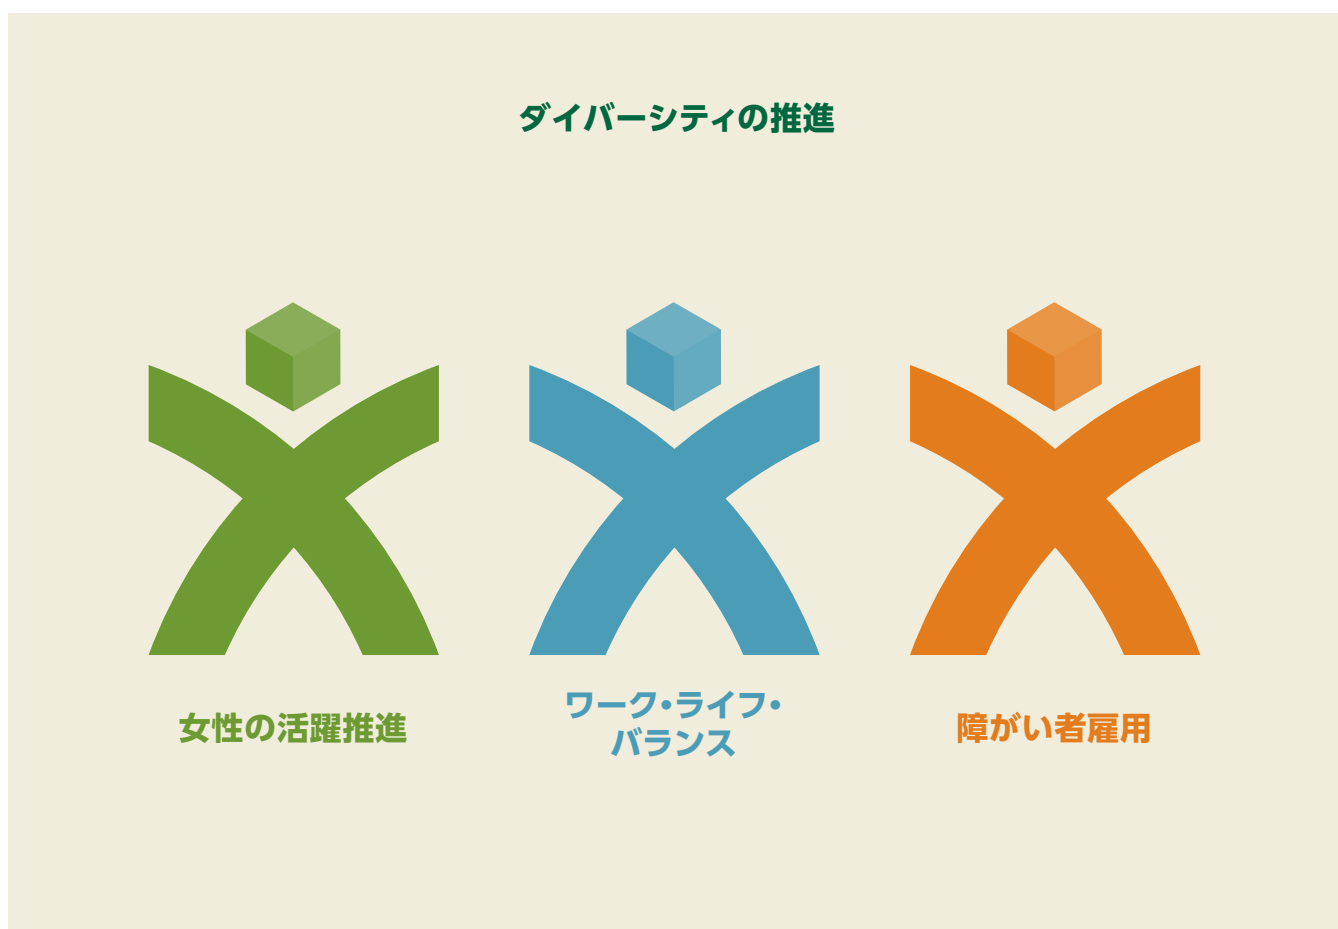 ダイバーシティの推進
女性の活躍推進
ワーク・ライフ・
バランス
障がい者雇用